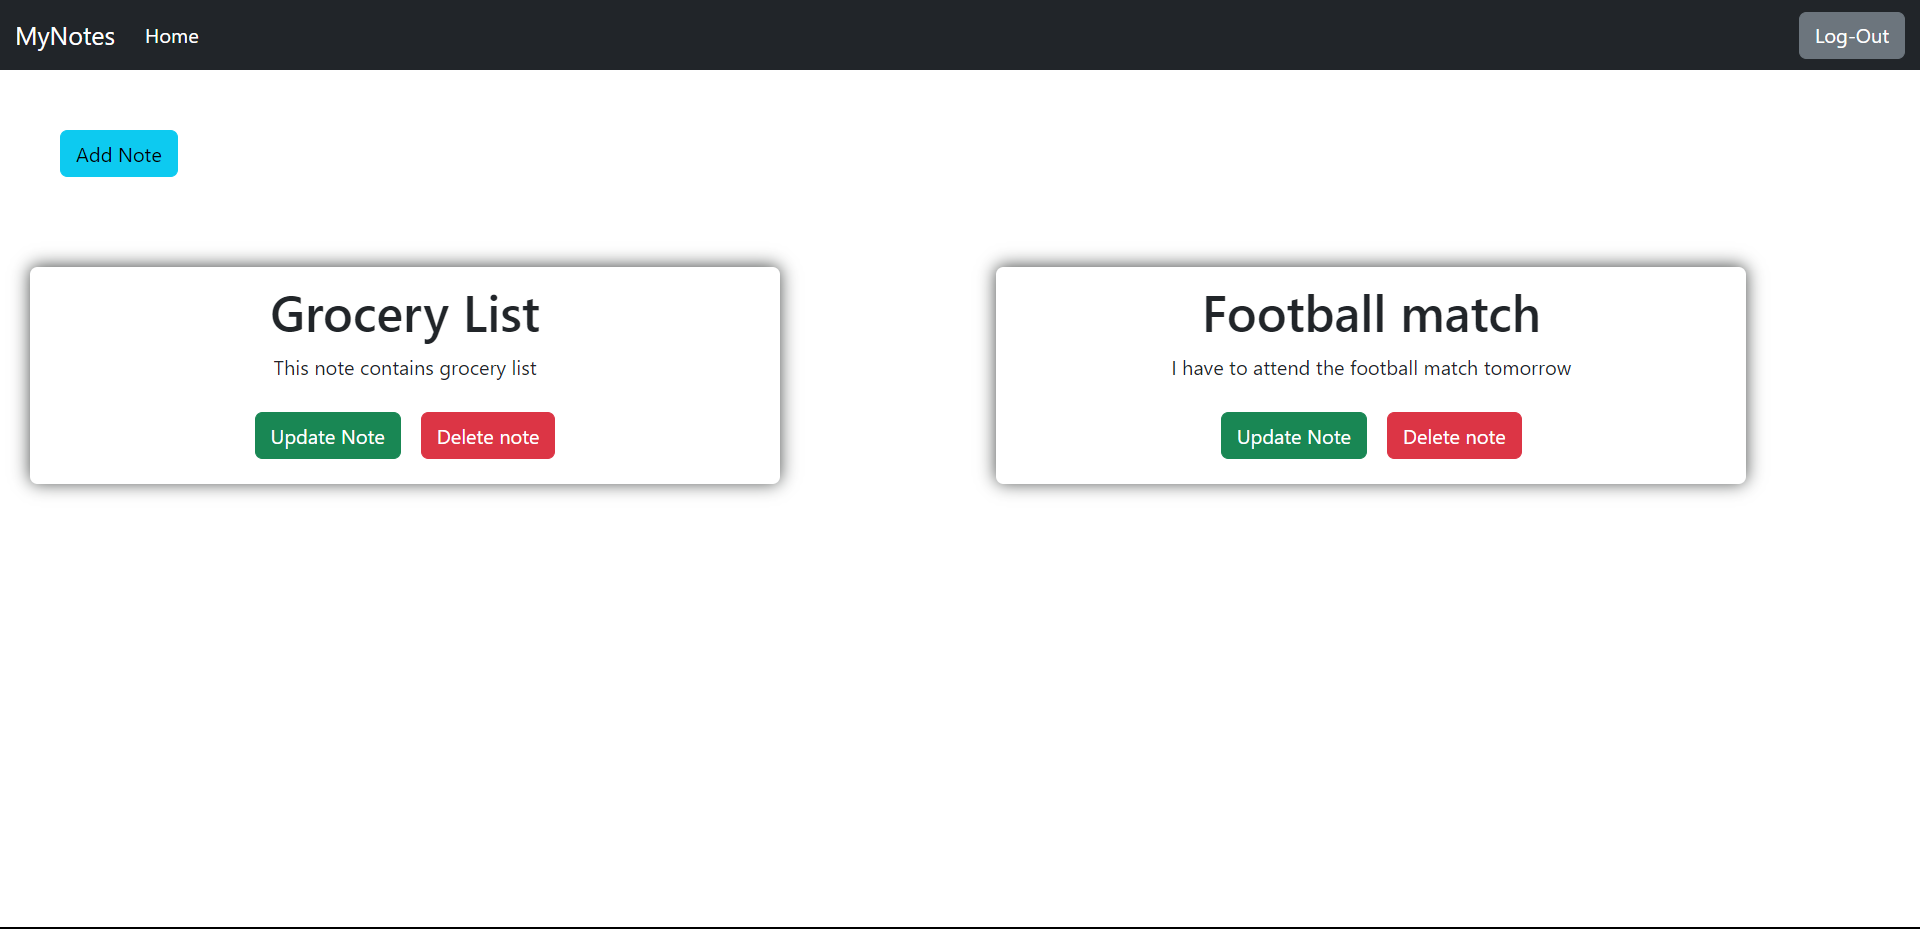 MyNotes Home Log-Out
Add Note
Grocery List
This note contains grocery list
Update Note Delete note
Football match
I have to attend the football match tomorrow
Update Note Delete note